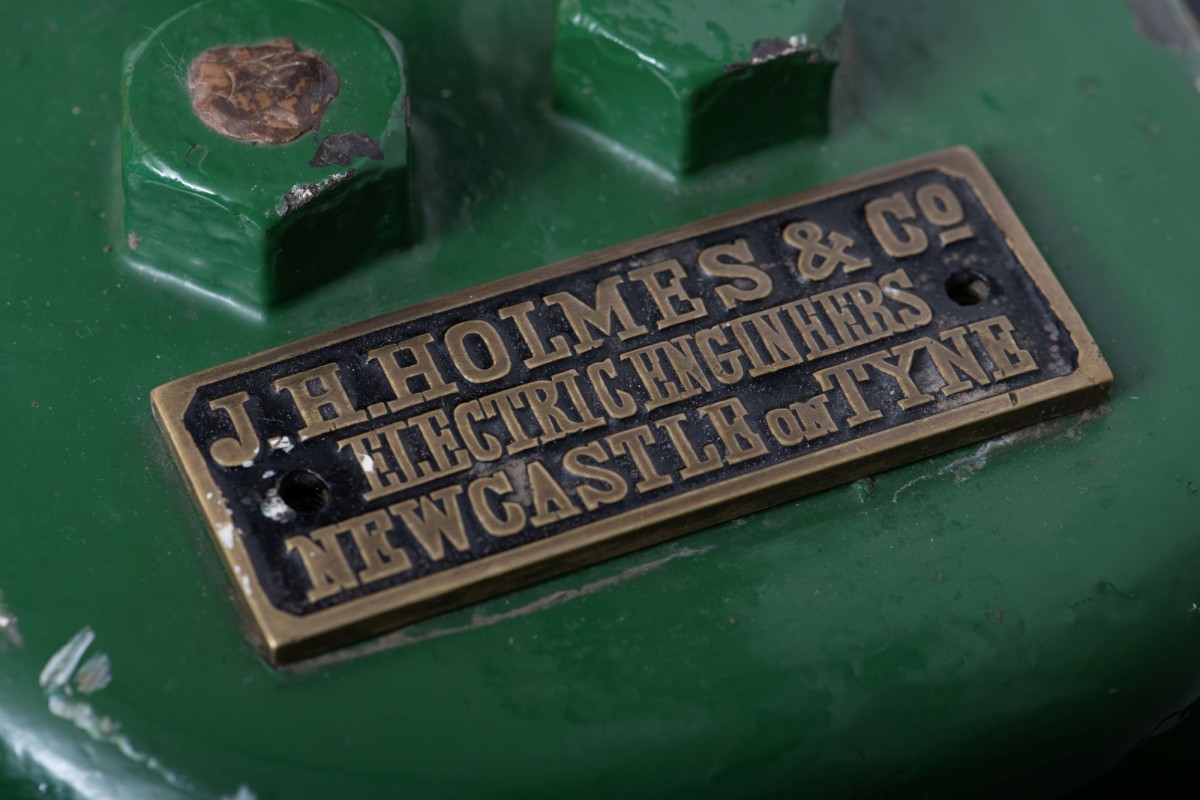 J.H.HOLMES & Co
ELECTRIC ENGINEERS
NEWCASTLE ON TYNE